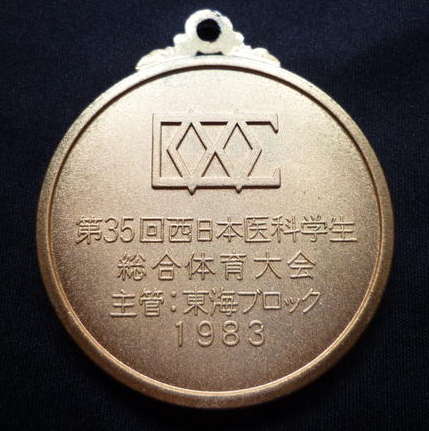 第35回西日本医科学生
総合体育大会
主管：東海ブロック
1983